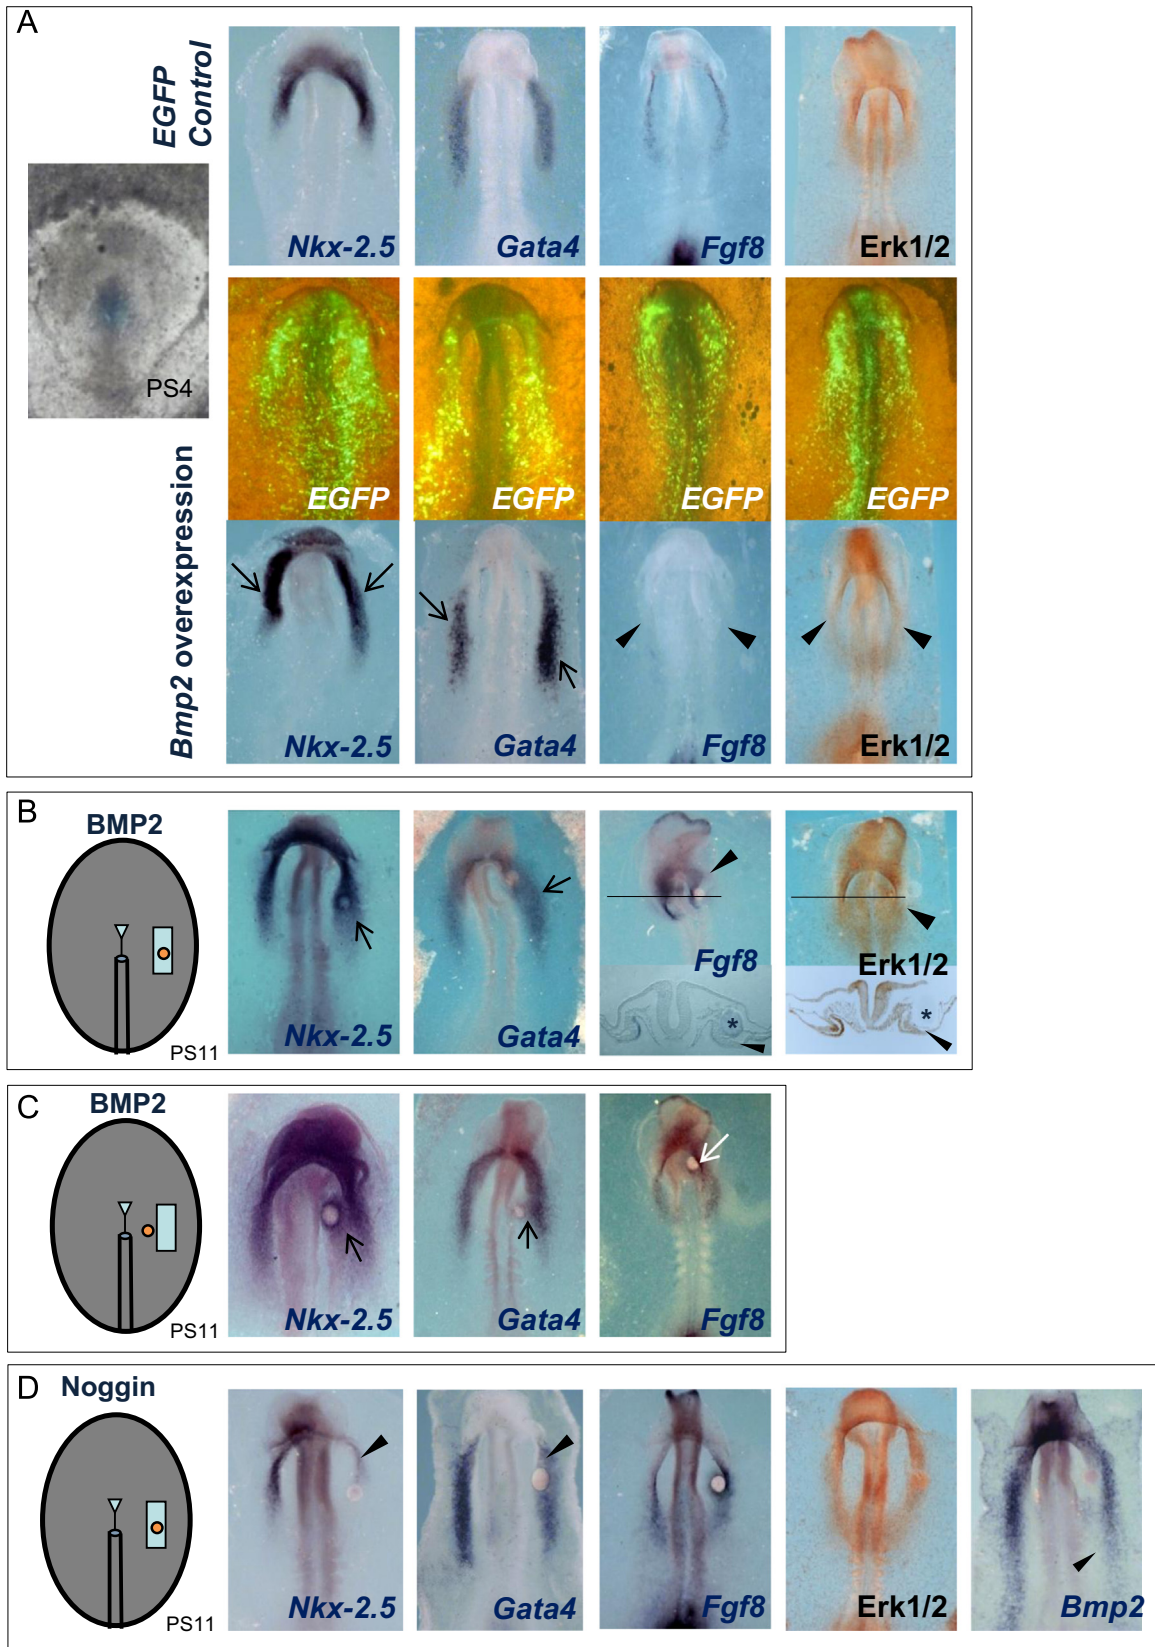 A
EGFP
Control
Nkx-2.5
Gata4
Fgf8
Erk1/2
PS4
EGFP
EGFP
EGFP
EGFP
Bmp2 overexpression
Nkx-2.5
Gata4
Fgf8
Erk1/2
B
BMP2
PS11
Nkx-2.5
Gata4
Fgf8
Erk1/2
*
*
C
BMP2
PS11
Nkx-2.5
Gata4
Fgf8
D
Noggin
PS11
Nkx-2.5
Gata4
Fgf8
Erk1/2
Bmp2